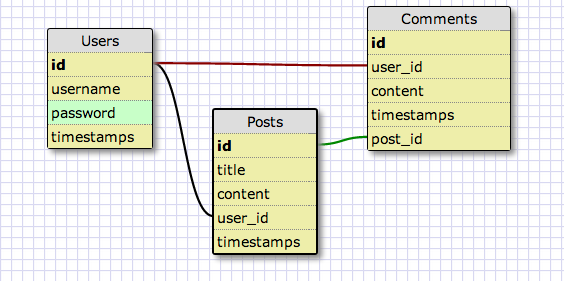 Users
id
username
password
timestamps
Posts
id
title
content
user_id
timestamps
Comments
id
user_id
content
timestamps
post_id